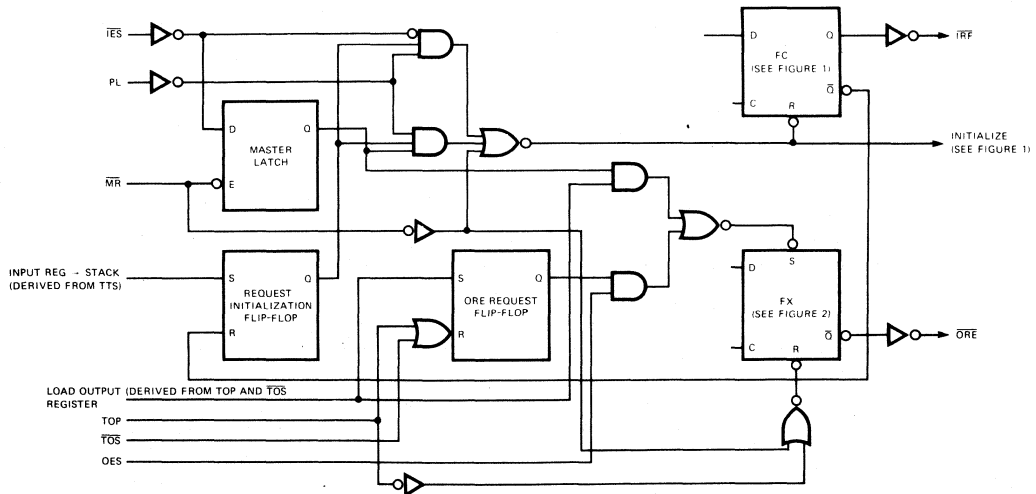 IES
PL
MR
INPUT REG → STACK
(DERIVED FROM TTS)
D
Q
MASTER
LATCH
E
S
Q
REQUEST
INITIALIZATION
FLIP-FLOP
R
S
Q
ORE REQUEST
FLIP-FLOP
R
LOAD OUTPUT (DERIVED FROM TOP AND TOS
REGISTER
TOP
TOS
OES
D
Q
FC
(SEE FIGURE 1)
Q
C
R
IRF
INITIALIZE
(SEE FIGURE 1)
S
D
FX
(SEE FIGURE 2)
Q
C
R
ORE